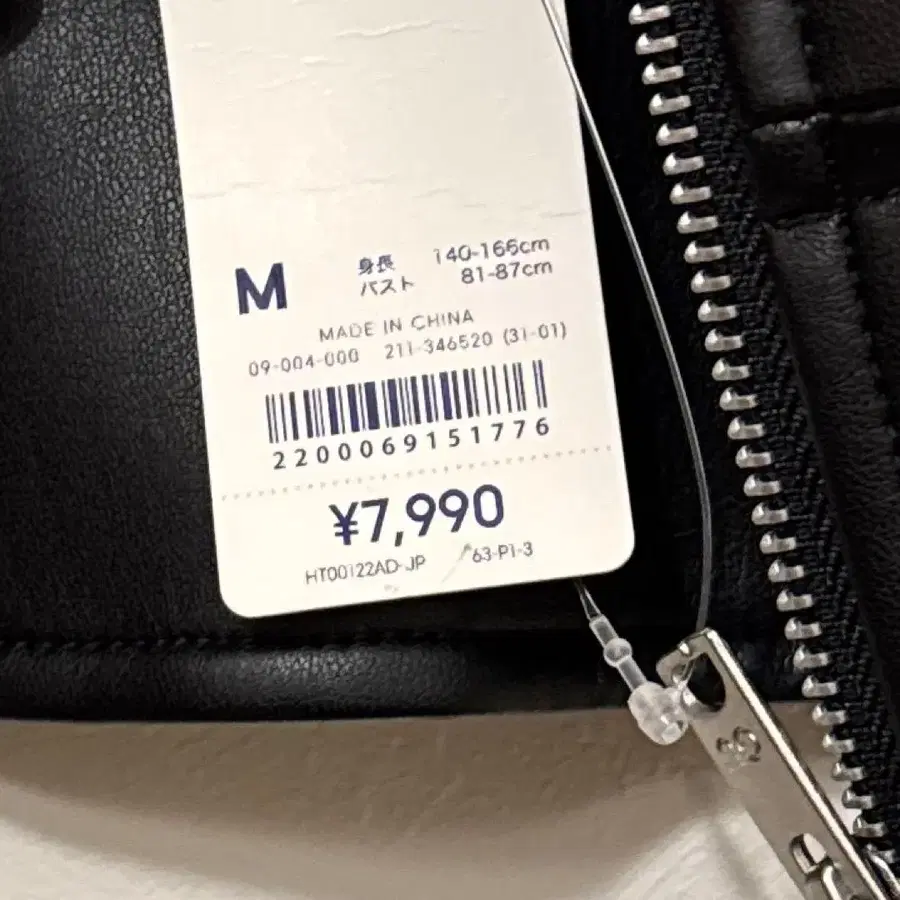 M
身長 140-166cm
バスト 81-87cm
MADE IN CHINA
09-004-000 211-346520 (31-01)
2200069151776
¥7,990
HT00122AD-JP 63-P1-3